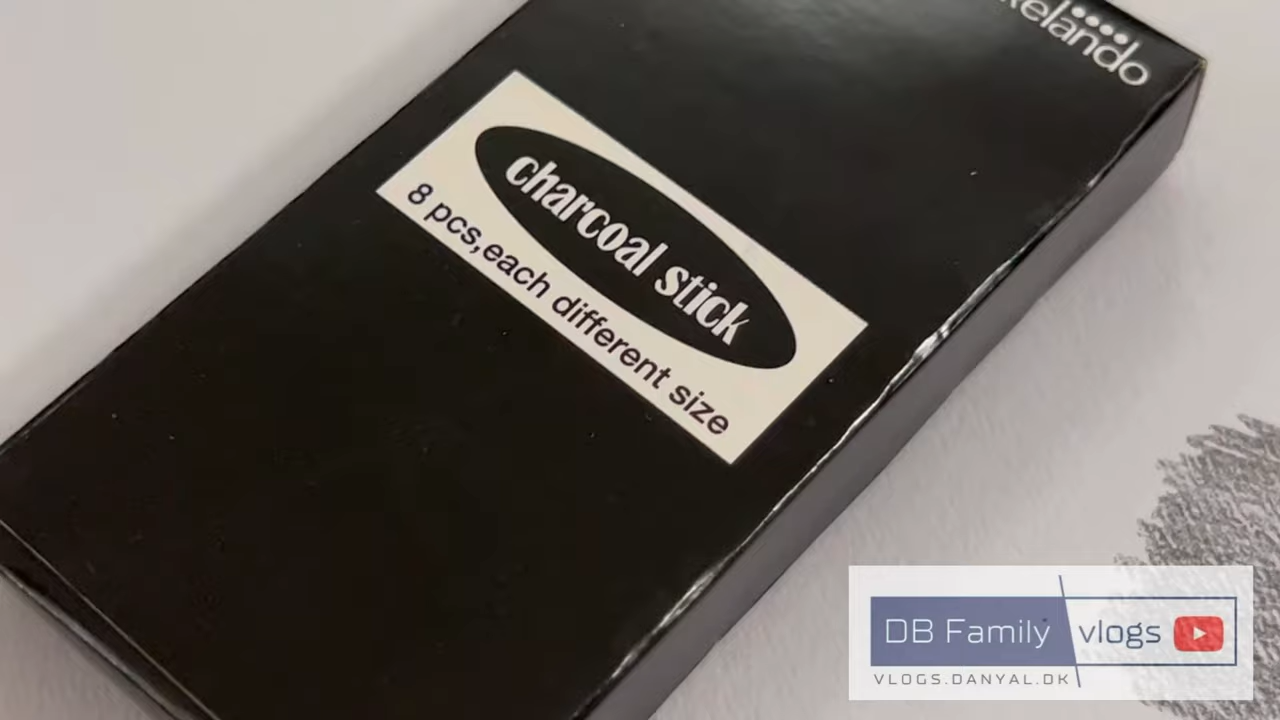 kelando
charcoal stick
8 pcs,each different size
DB Family vlogs
VLOGS.DANYAL.DK